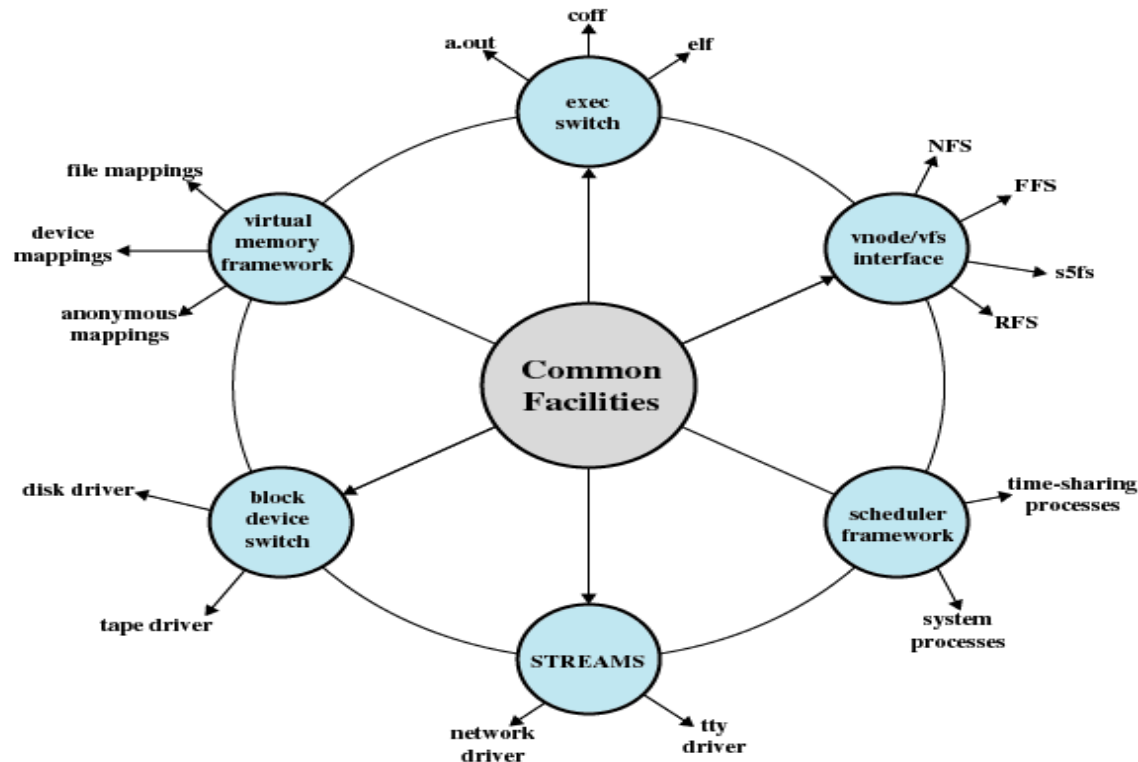 coff
a.out
elf
exec
switch
NFS
file mappings
FFS
virtual
memory
framework
device
mappings
vnode/vfs
interface
s5fs
anonymous
mappings
RFS
Common
Facilities
disk driver
block
device
switch
scheduler
framework
time-sharing
processes
tape driver
system
processes
STREAMS
network
driver
tty
driver